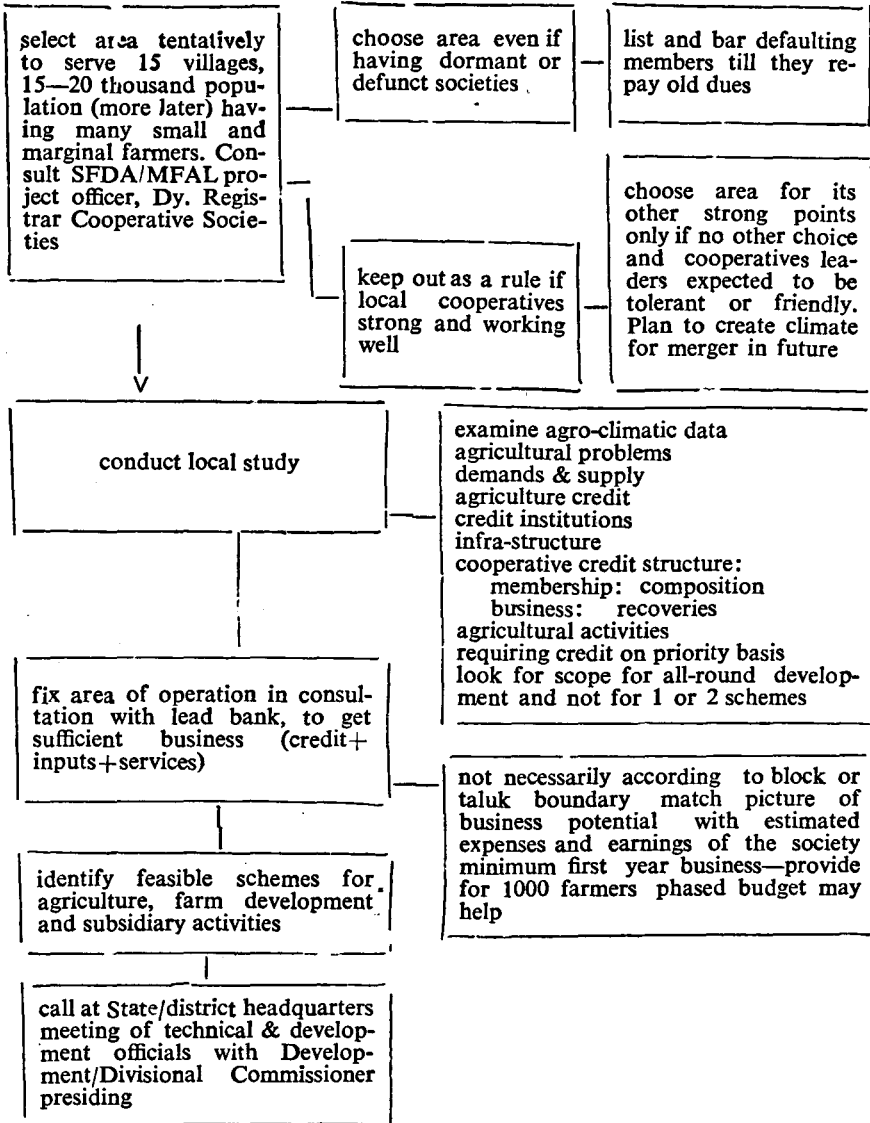 select area tentatively
to serve 15 villages,
15—20 thousand popu-
lation (more later) hav-
ing many small and
marginal farmers. Con-
sult SFDA/MFAL pro-
ject officer, Dy. Regis-
trar Cooperative Socie-
ties
choose area even if
having dormant or
defunct societies
list and bar defaulting
members till they re-
pay old dues
keep out as a rule if
local cooperatives
strong and working
well
choose area for its
other strong points
only if no other choice
and cooperatives lea-
ders expected to be
tolerant or friendly.
Plan to create climate
for merger in future
conduct local study
examine agro-climatic data
agricultural problems
demands & supply
agriculture credit
credit institutions
infra-structure
cooperative credit structure:
membership: composition
business: recoveries
agricultural activities
requiring credit on priority basis
look for scope for all-round develop-
ment and not for 1 or 2 schemes
fix area of operation in consul-
tation with lead bank, to get
sufficient business (credit+
inputs+services)
not necessarily according to block or
taluk boundary match picture of
business potential with estimated
expenses and earnings of the society
minimum first year business—provide
for 1000 farmers phased budget may
help
identify feasible schemes for
agriculture, farm development
and subsidiary activities
call at State/district headquarters
meeting of technical & develop-
ment officials with Develop-
ment/Divisional Commissioner
presiding